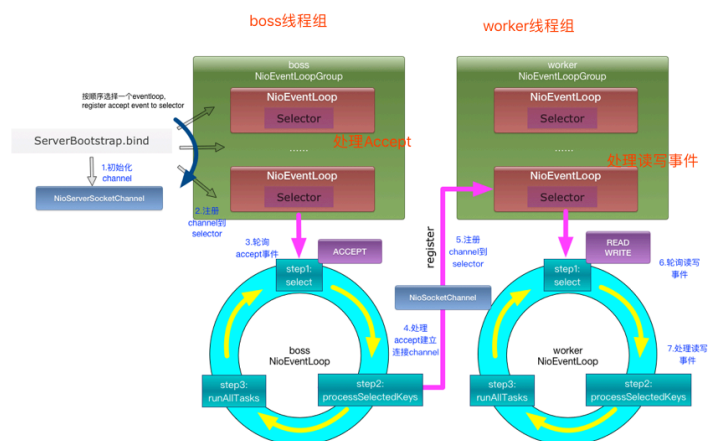 boss线程组
worker线程组
boss
NioEventLoopGroup
worker
NioEventLoopGroup
按顺序选择一个eventloop,
register accept event to selector
NioEventLoop
Selector
NioEventLoop
Selector
ServerBootstrap.bind
处理Accept
......
......
处理读写事件
1.初始化
channel
NioEventLoop
Selector
NioEventLoop
Selector
NioServerSocketChannel
2.注册
channel到
selector
3.轮询
accept事件
ACCEPT
register
5.注册
channel到
selector
READ
WRITE
6.轮询读写
事件
step1:
select
step1:
select
NioSocketChannel
4.处理
accept建立
连接channel
boss
NioEventLoop
worker
NioEventLoop
7.处理读写
事件
step3:
runAllTasks
step2:
processSelectedKeys
step3:
runAllTasks
step2:
processSelectedKeys